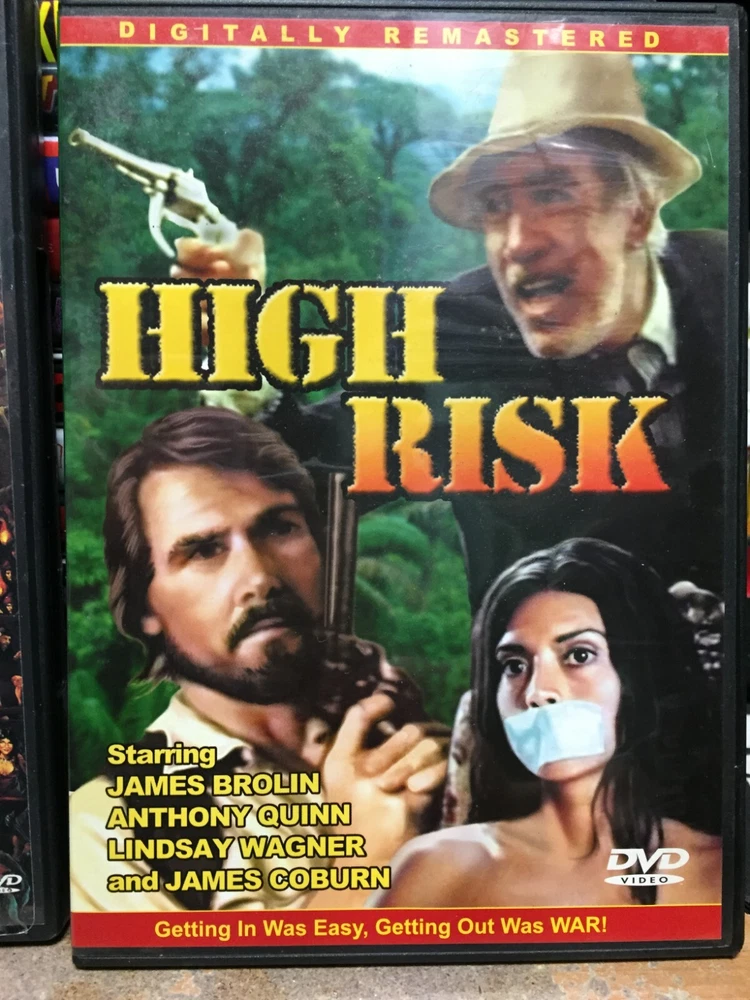 DIGITALLY REMASTERED
HIGH
RISK
Starring
JAMES BROLIN
ANTHONY QUINN
LINDSAY WAGNER
and JAMES COBURN
DVD
VIDEO
Getting In Was Easy, Getting Out Was WAR!